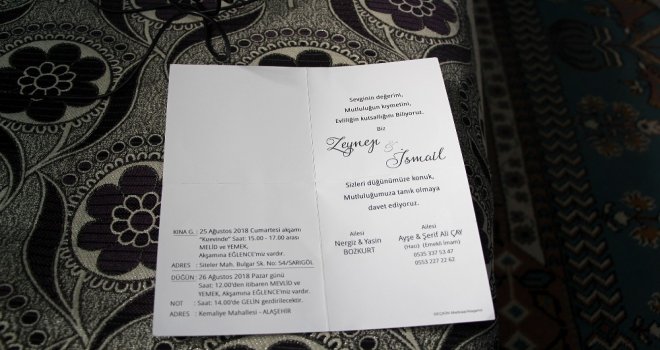 Sevginin değerini,
Mutluluğun kıymetini,
Evliliğin kutsallığını Biliyoruz.
Biz
Zeynep & İsmail
Sizleri düğünümüze konuk,
Mutluluğumuza tanık olmaya
davet ediyoruz.
Ailesi
Nergiz & Yasin
BOZKURT
Ailesi
Ayşe & Şerif Ali ÇAY
(Hacı) (Emekli İmam)
0535 337 53 47
0553 227 22 62
KINA G. : 25 Ağustos 2018 Cumartesi akşamı
"Kurevinde" Saat: 15.00 - 17.00 arası
MELİD ve YEMEK,
Akşamına EĞLENCE'miz vardır.
ADRES : Siteler Mah. Bulgar Sk. No: 54/SARIGÖL
DÜĞÜN : 26 Ağustos 2018 Pazar günü
Saat: 12.00'den itibaren MEVLİD ve
YEMEK, Akşamına EĞLENCE'miz vardır.
NOT : Saat: 14.00'de GELİN gezdirilecektir.
ADRES : Kemaliye Mahallesi - ALAŞEHİR